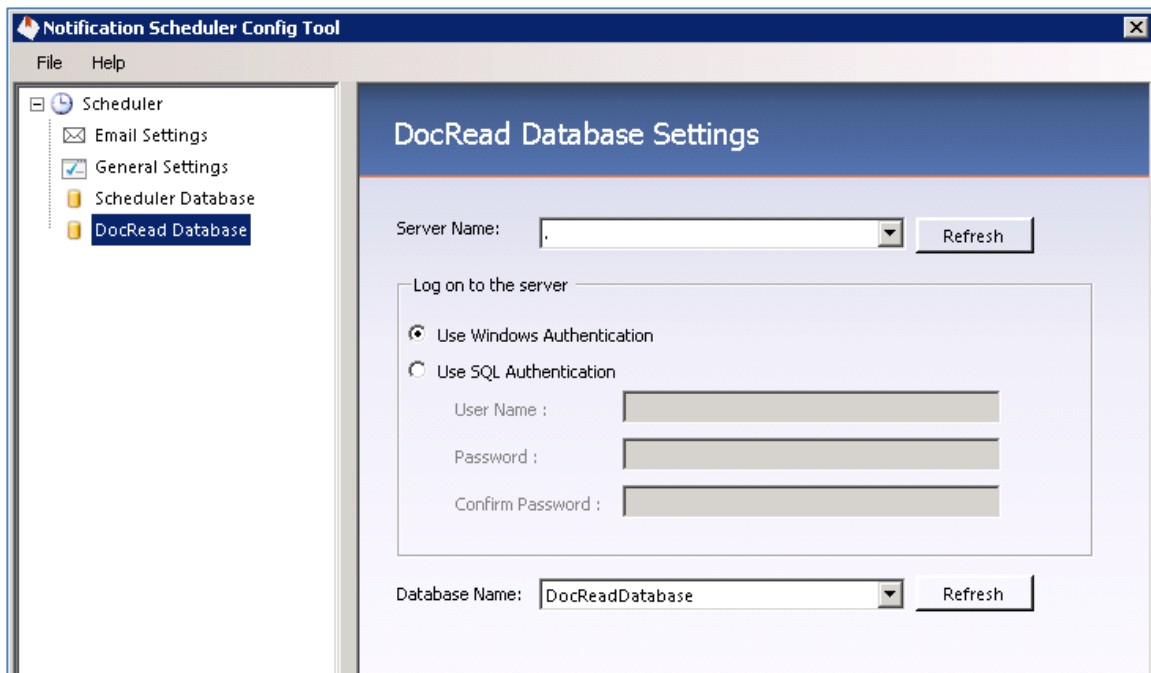 Notification Scheduler Config Tool
File Help
Scheduler
Email Settings
General Settings
Scheduler Database
DocRead Database
DocRead Database Settings
Server Name: . Refresh
Log on to the server
Use Windows Authentication
Use SQL Authentication
User Name :
Password :
Confirm Password :
Database Name: DocReadDatabase Refresh